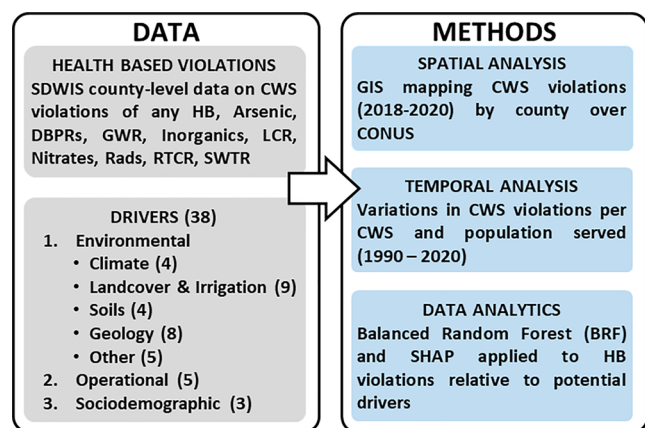 DATA
HEALTH BASED VIOLATIONS
SDWIS county-level data on CWS
violations of any HB, Arsenic,
DBPRs, GWR, Inorganics, LCR,
Nitrates, Rads, RTCR, SWTR
DRIVERS (38)
1. Environmental
• Climate (4)
• Landcover & Irrigation (9)
• Soils (4)
• Geology (8)
• Other (5)
2. Operational (5)
3. Sociodemographic (3)
METHODS
SPATIAL ANALYSIS
GIS mapping CWS violations
(2018-2020) by county over
CONUS
TEMPORAL ANALYSIS
Variations in CWS violations per
CWS and population served
(1990 – 2020)
DATA ANALYTICS
Balanced Random Forest (BRF)
and SHAP applied to HB
violations relative to potential
drivers